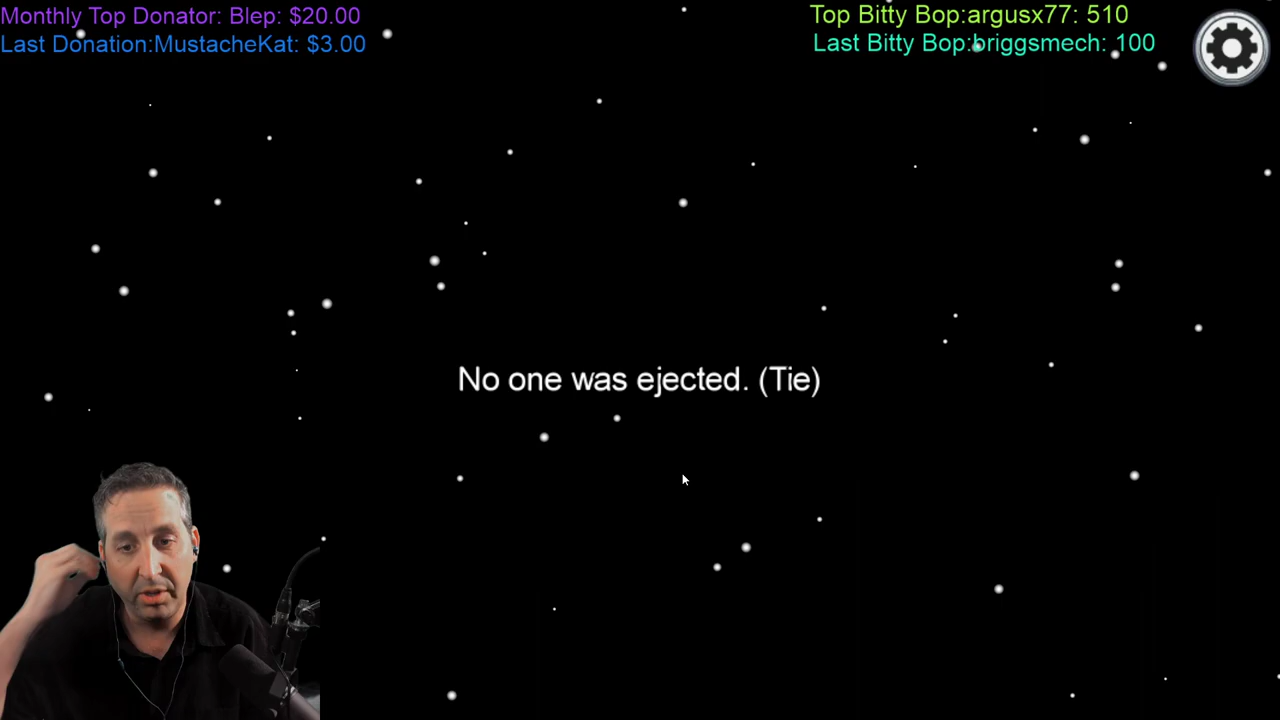 Monthly Top Donator: Blep: $20.00
Last Donation:MustacheKat: $3.00
Top Bitty Bop:argusx77: 510
Last Bitty Bop:briggsmech: 100
No one was ejected. (Tie)